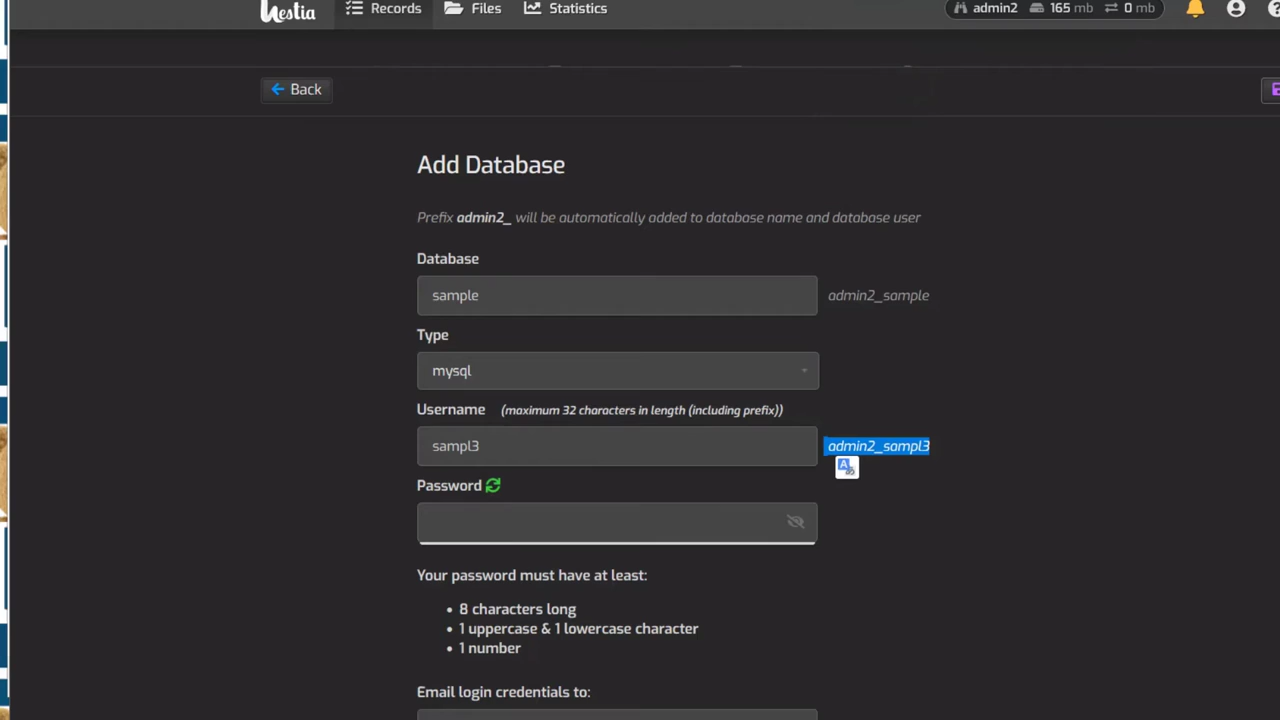 Hestia Records Files Statistics admin2 165 mb 0 mb
Back
Add Database
Prefix admin2_ will be automatically added to database name and database user
Database
sample admin2_sample
Type
mysql
Username (maximum 32 characters in length (including prefix))
sampl3 admin2_sampl3
Password
Your password must have at least:
• 8 characters long
• 1 uppercase & 1 lowercase character
• 1 number
Email login credentials to: